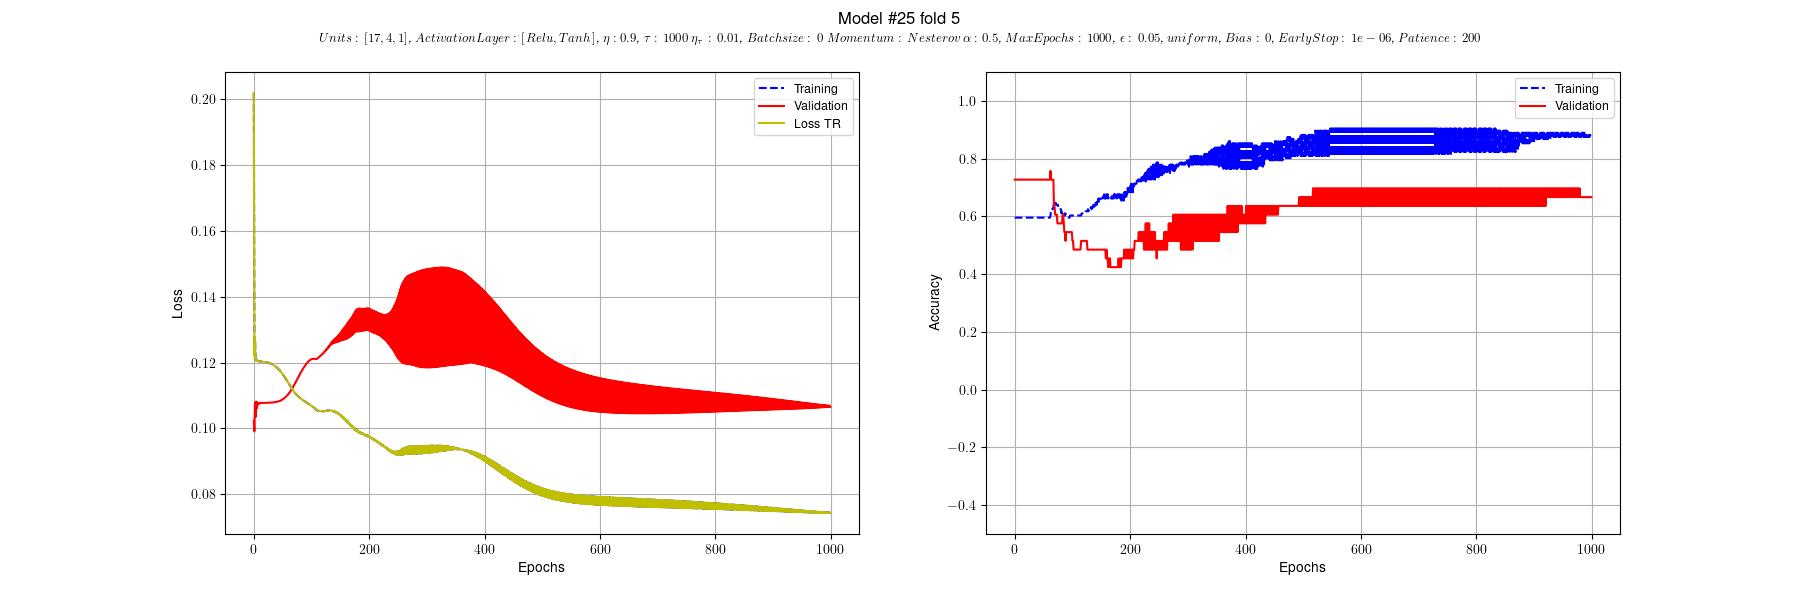 Model #25 fold 5
Units : [17, 4, 1], ActivationLayer : [Relu, Tanh], η : 0.9, τ : 1000 η_τ : 0.01, Batchsize : 0 Momentum : Nesterov α : 0.5, MaxEpochs : 1000, ϵ : 0.05, uniform, Bias : 0, EarlyStop : 1e − 06, Patience : 200
Loss
0.20
0.18
0.16
0.14
0.12
0.10
0.08
0 200 400 600 800 1000
Epochs
Training
Validation
Loss TR
Accuracy
1.0
0.8
0.6
0.4
0.2
0.0
−0.2
−0.4
0 200 400 600 800 1000
Epochs
Training
Validation